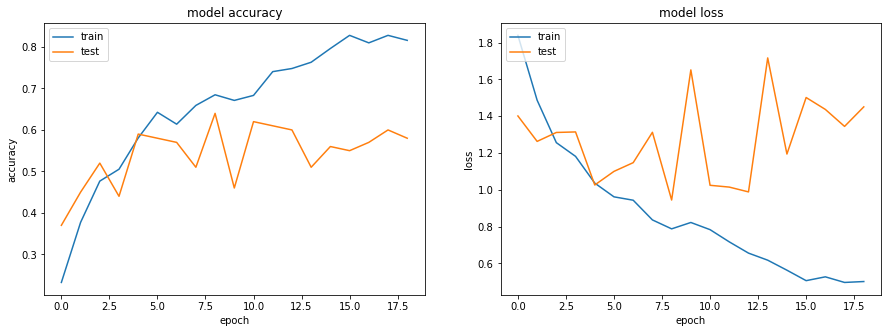 model accuracy
train
test
accuracy
0.8
0.7
0.6
0.5
0.4
0.3
0.0 2.5 5.0 7.5 10.0 12.5 15.0 17.5
epoch
model loss
train
test
loss
1.8
1.6
1.4
1.2
1.0
0.8
0.6
0.0 2.5 5.0 7.5 10.0 12.5 15.0 17.5
epoch